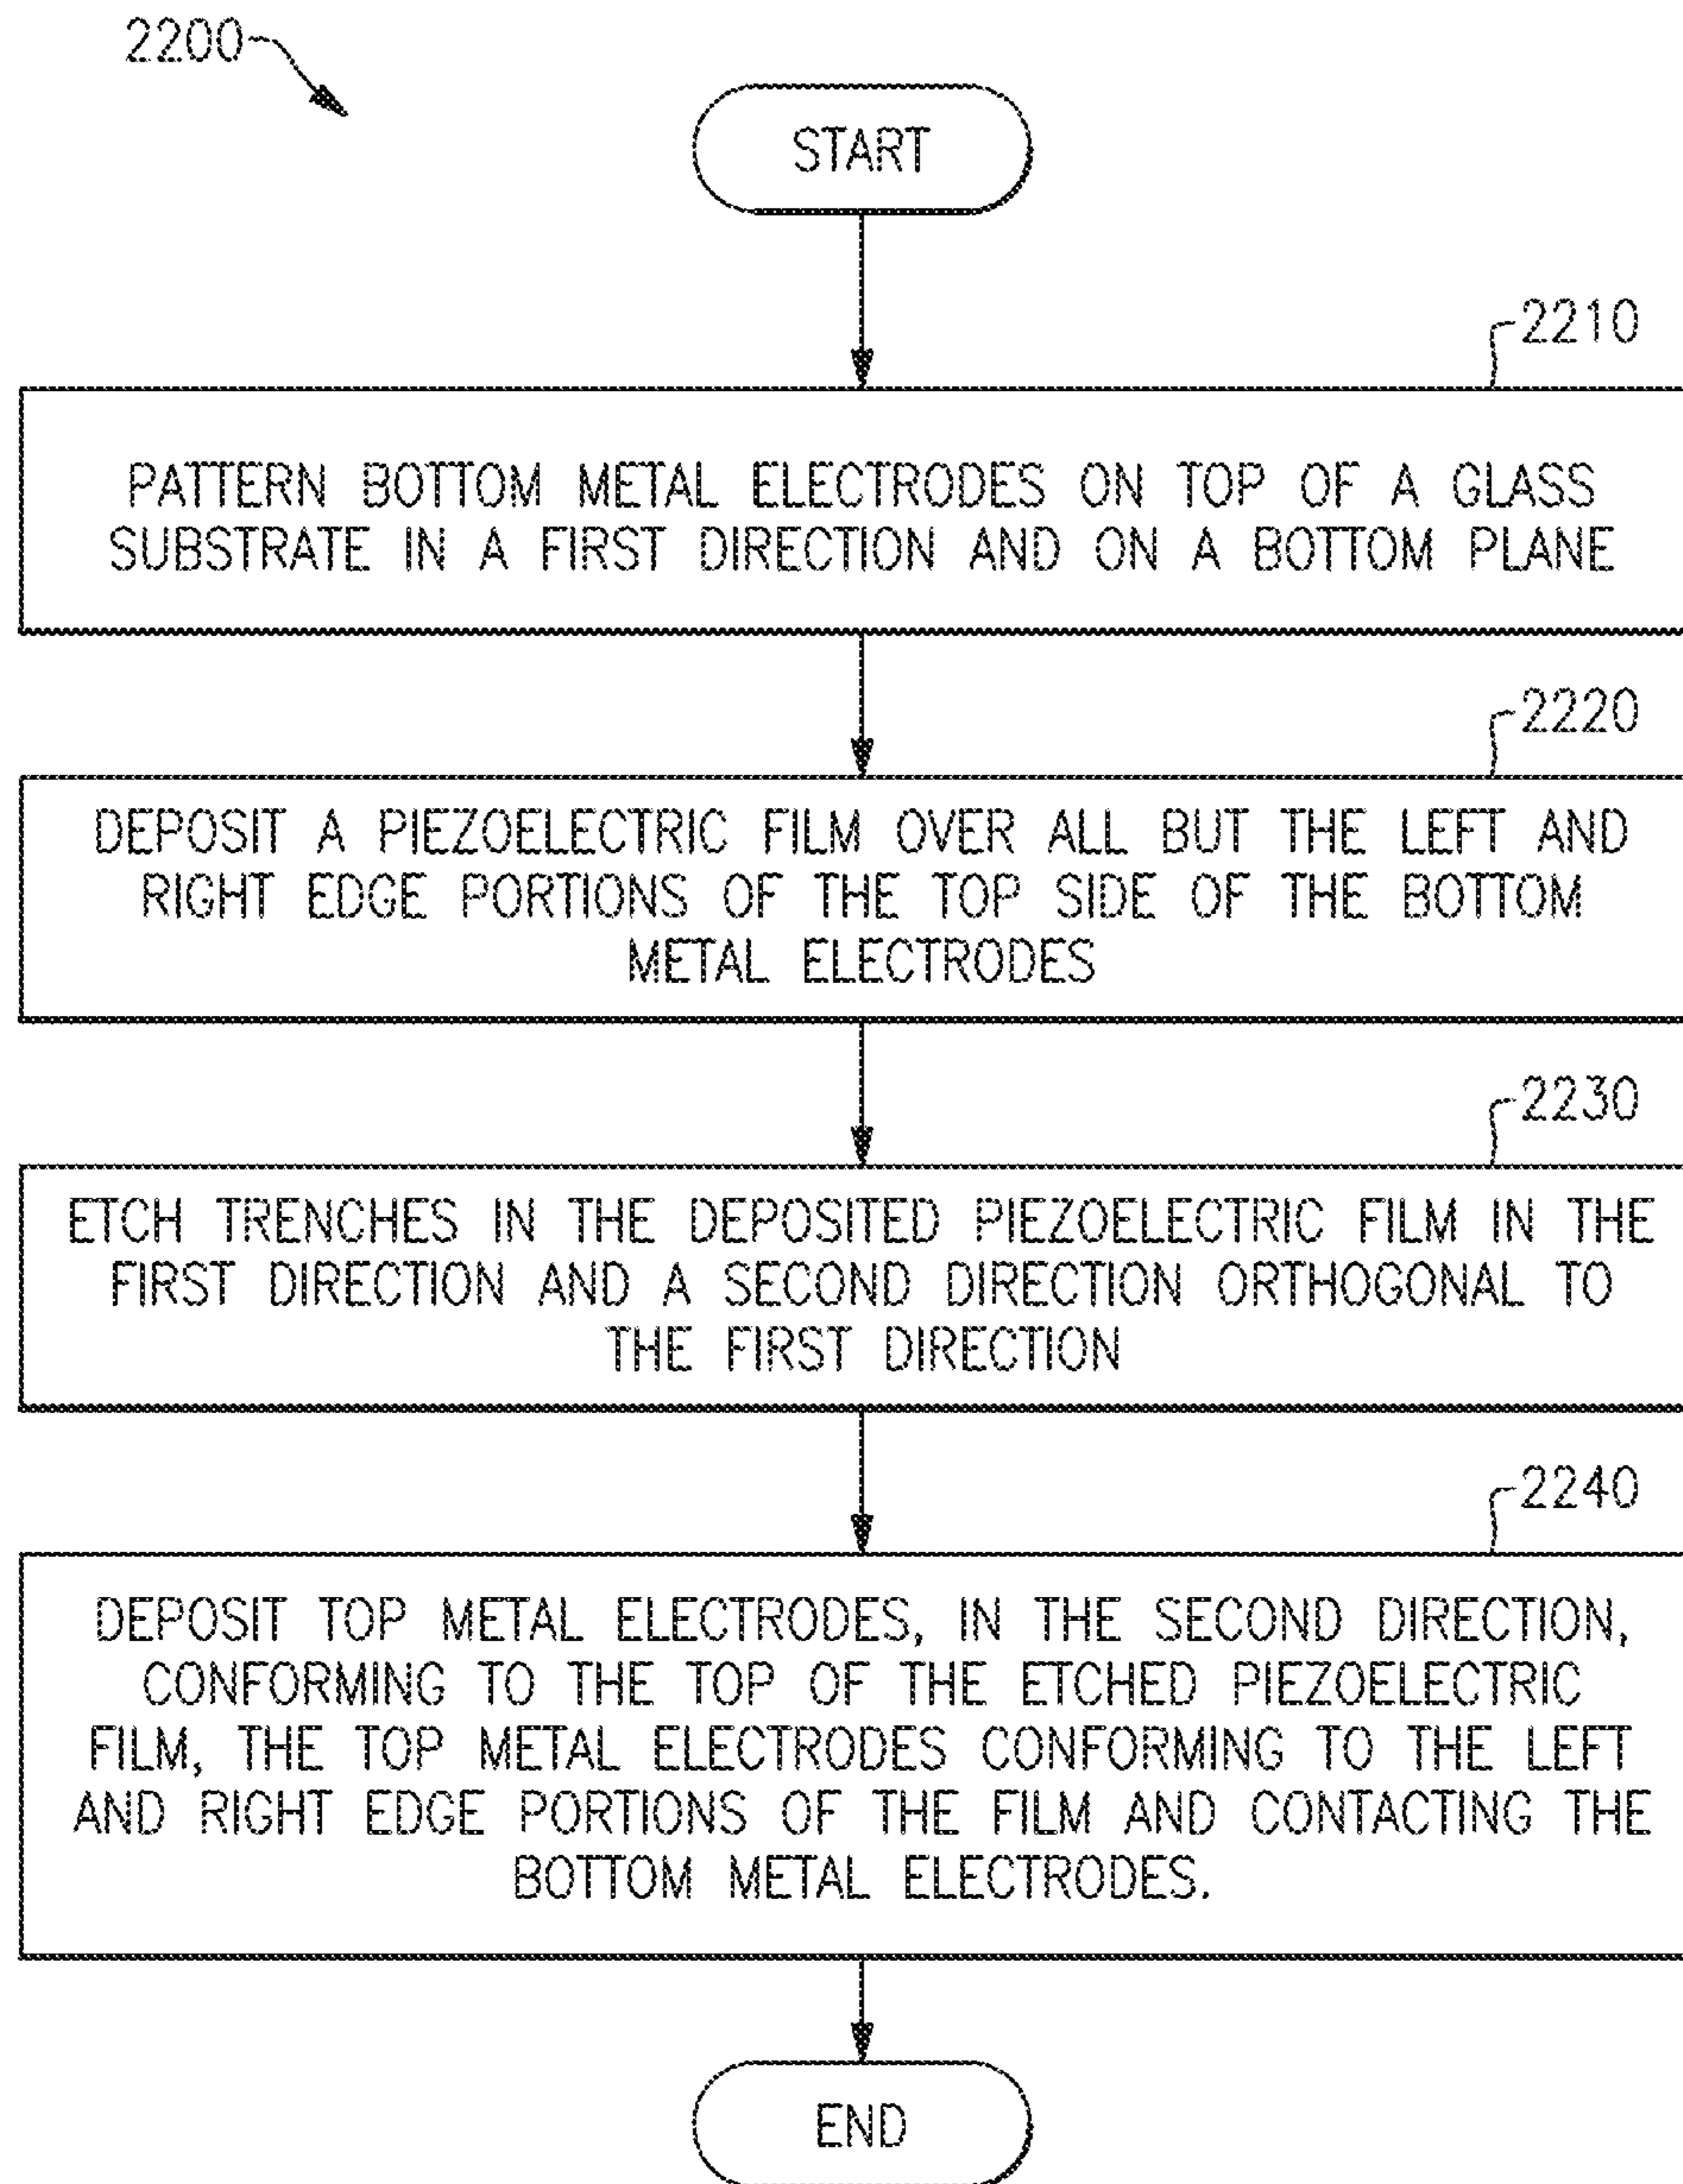 2200
START
2210
PATTERN BOTTOM METAL ELECTRODES ON TOP OF A GLASS
SUBSTRATE IN A FIRST DIRECTION AND ON A BOTTOM PLANE
2220
DEPOSIT A PIEZOELECTRIC FILM OVER ALL BUT THE LEFT AND
RIGHT EDGE PORTIONS OF THE TOP SIDE OF THE BOTTOM
METAL ELECTRODES
2230
ETCH TRENCHES IN THE DEPOSITED PIEZOELECTRIC FILM IN THE
FIRST DIRECTION AND A SECOND DIRECTION ORTHOGONAL TO
THE FIRST DIRECTION
2240
DEPOSIT TOP METAL ELECTRODES, IN THE SECOND DIRECTION,
CONFORMING TO THE TOP OF THE ETCHED PIEZOELECTRIC
FILM, THE TOP METAL ELECTRODES CONFORMING TO THE LEFT
AND RIGHT EDGE PORTIONS OF THE FILM AND CONTACTING THE
BOTTOM METAL ELECTRODES.
END